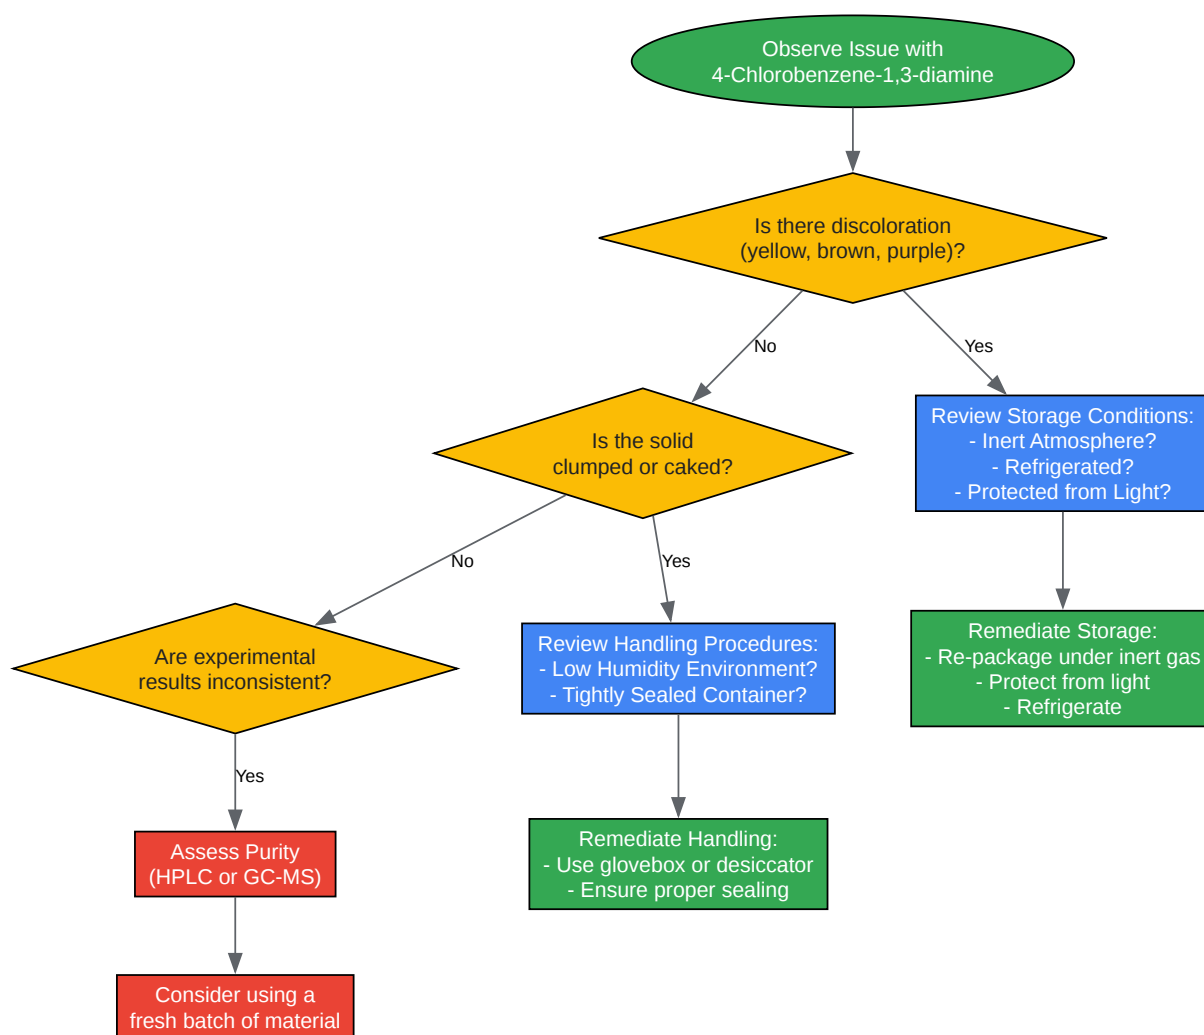 Observe Issue with
4-Chlorobenzene-1,3-diamine
Is there discoloration
(yellow, brown, purple)?
No
Yes
Is the solid
clumped or caked?
Review Storage Conditions:
- Inert Atmosphere?
- Refrigerated?
- Protected from Light?
No
Yes
Are experimental
results inconsistent?
Review Handling Procedures:
- Low Humidity Environment?
- Tightly Sealed Container?
Remediate Storage:
- Re-package under inert gas
- Protect from light
- Refrigerate
Yes
Assess Purity
(HPLC or GC-MS)
Remediate Handling:
- Use glovebox or desiccator
- Ensure proper sealing
Consider using a
fresh batch of material